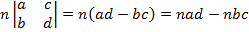 n|a c| = n(ad − bc) = nad − nbc
 |b d|